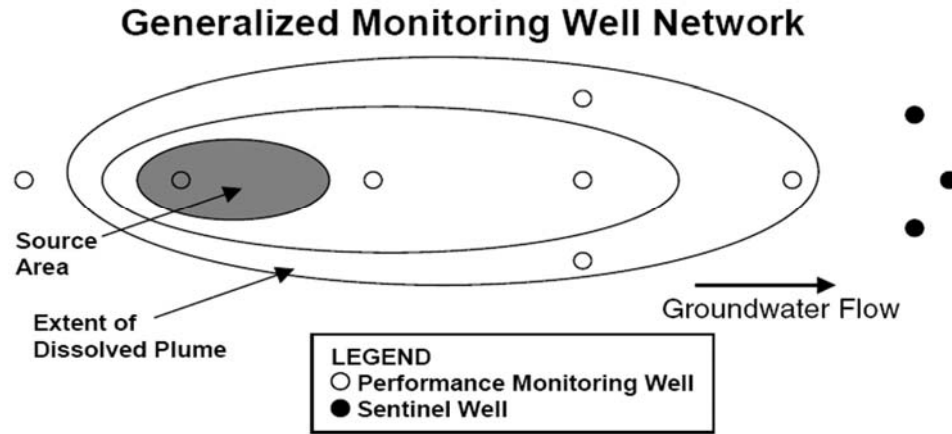 Generalized Monitoring Well Network
Source
Area
Extent of
Dissolved Plume
Groundwater Flow
LEGEND
Performance Monitoring Well
Sentinel Well